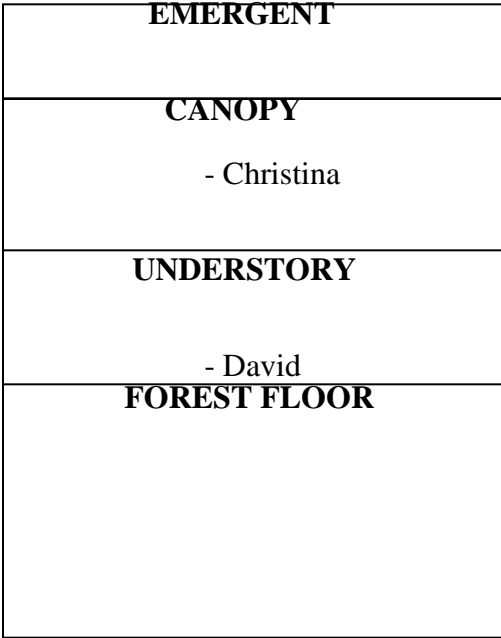 EMERGENT
CANOPY
- Christina
UNDERSTORY
- David
FOREST FLOOR